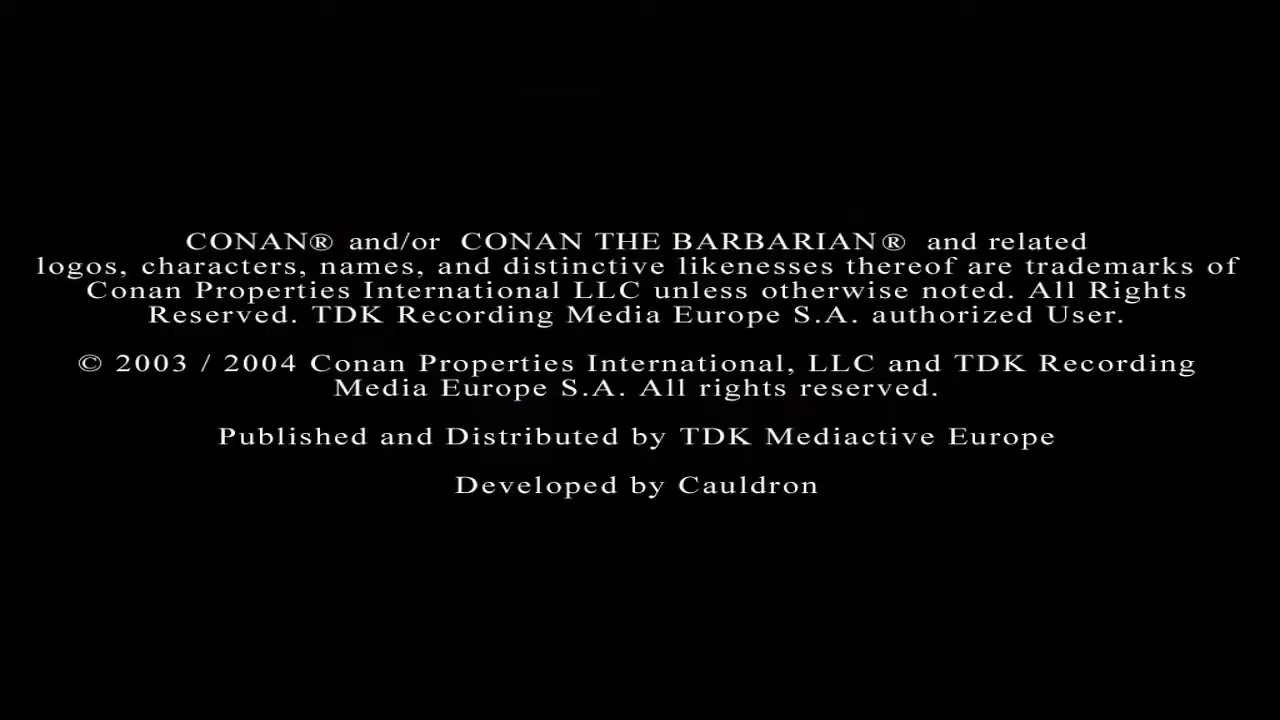 CONAN® and/or CONAN THE BARBARIAN® and related
logos, characters, names, and distinctive likenesses thereof are trademarks of
Conan Properties International LLC unless otherwise noted. All Rights
Reserved. TDK Recording Media Europe S.A. authorized User.
© 2003 / 2004 Conan Properties International, LLC and TDK Recording
Media Europe S.A. All rights reserved.
Published and Distributed by TDK Mediactive Europe
Developed by Cauldron